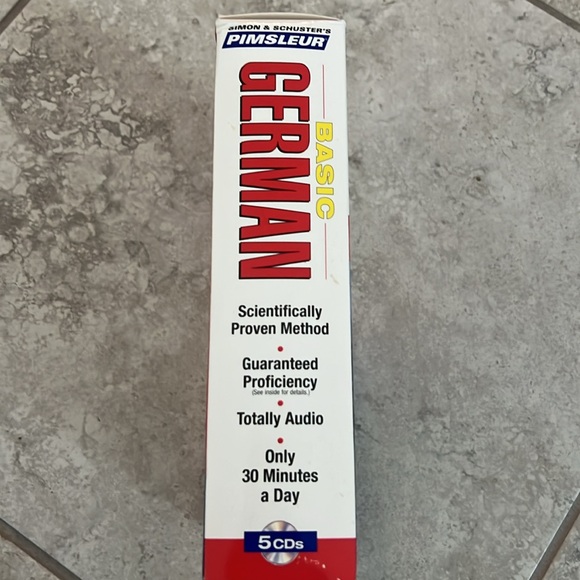 SIMON & SCHUSTER'S
PIMSLEUR
BASIC
GERMAN
Scientifically
Proven Method
Guaranteed
Proficiency
(See inside for details.)
Totally Audio
Only
30 Minutes
a Day
5 CDs